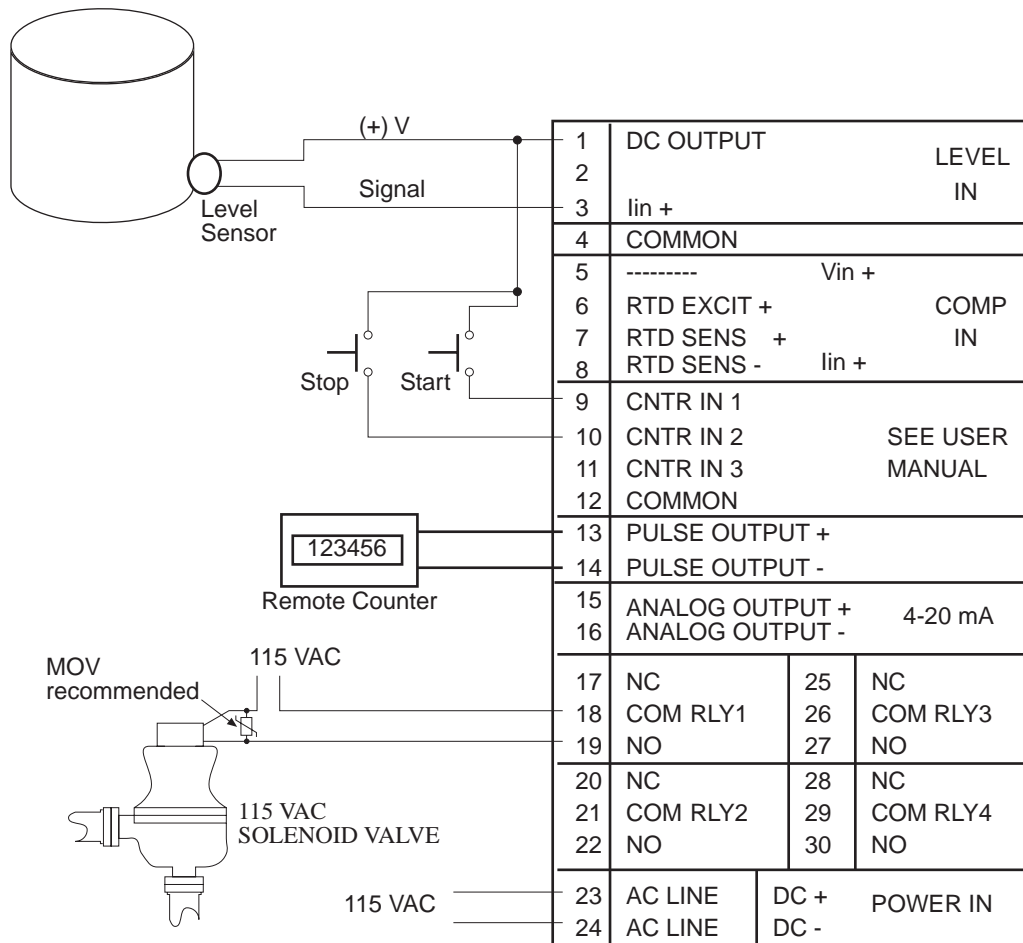 (+) V
Signal
Level
Sensor
Stop
Start
1 DC OUTPUT
LEVEL
2
IN
3 Iin +
4 COMMON
5 --------- Vin +
6 RTD EXCIT + COMP
7 RTD SENS + IN
8 RTD SENS - Iin +
9 CNTR IN 1
10 CNTR IN 2 SEE USER
11 CNTR IN 3 MANUAL
12 COMMON
13 PULSE OUTPUT +
14 PULSE OUTPUT -
123456
Remote Counter
15 ANALOG OUTPUT +
4-20 mA
16 ANALOG OUTPUT -
115 VAC
MOV
recommended
17 NC 25 NC
18 COM RLY1 26 COM RLY3
19 NO 27 NO
20 NC 28 NC
21 COM RLY2 29 COM RLY4
22 NO 30 NO
115 VAC
SOLENOID VALVE
115 VAC
23 AC LINE DC + POWER IN
24 AC LINE DC -